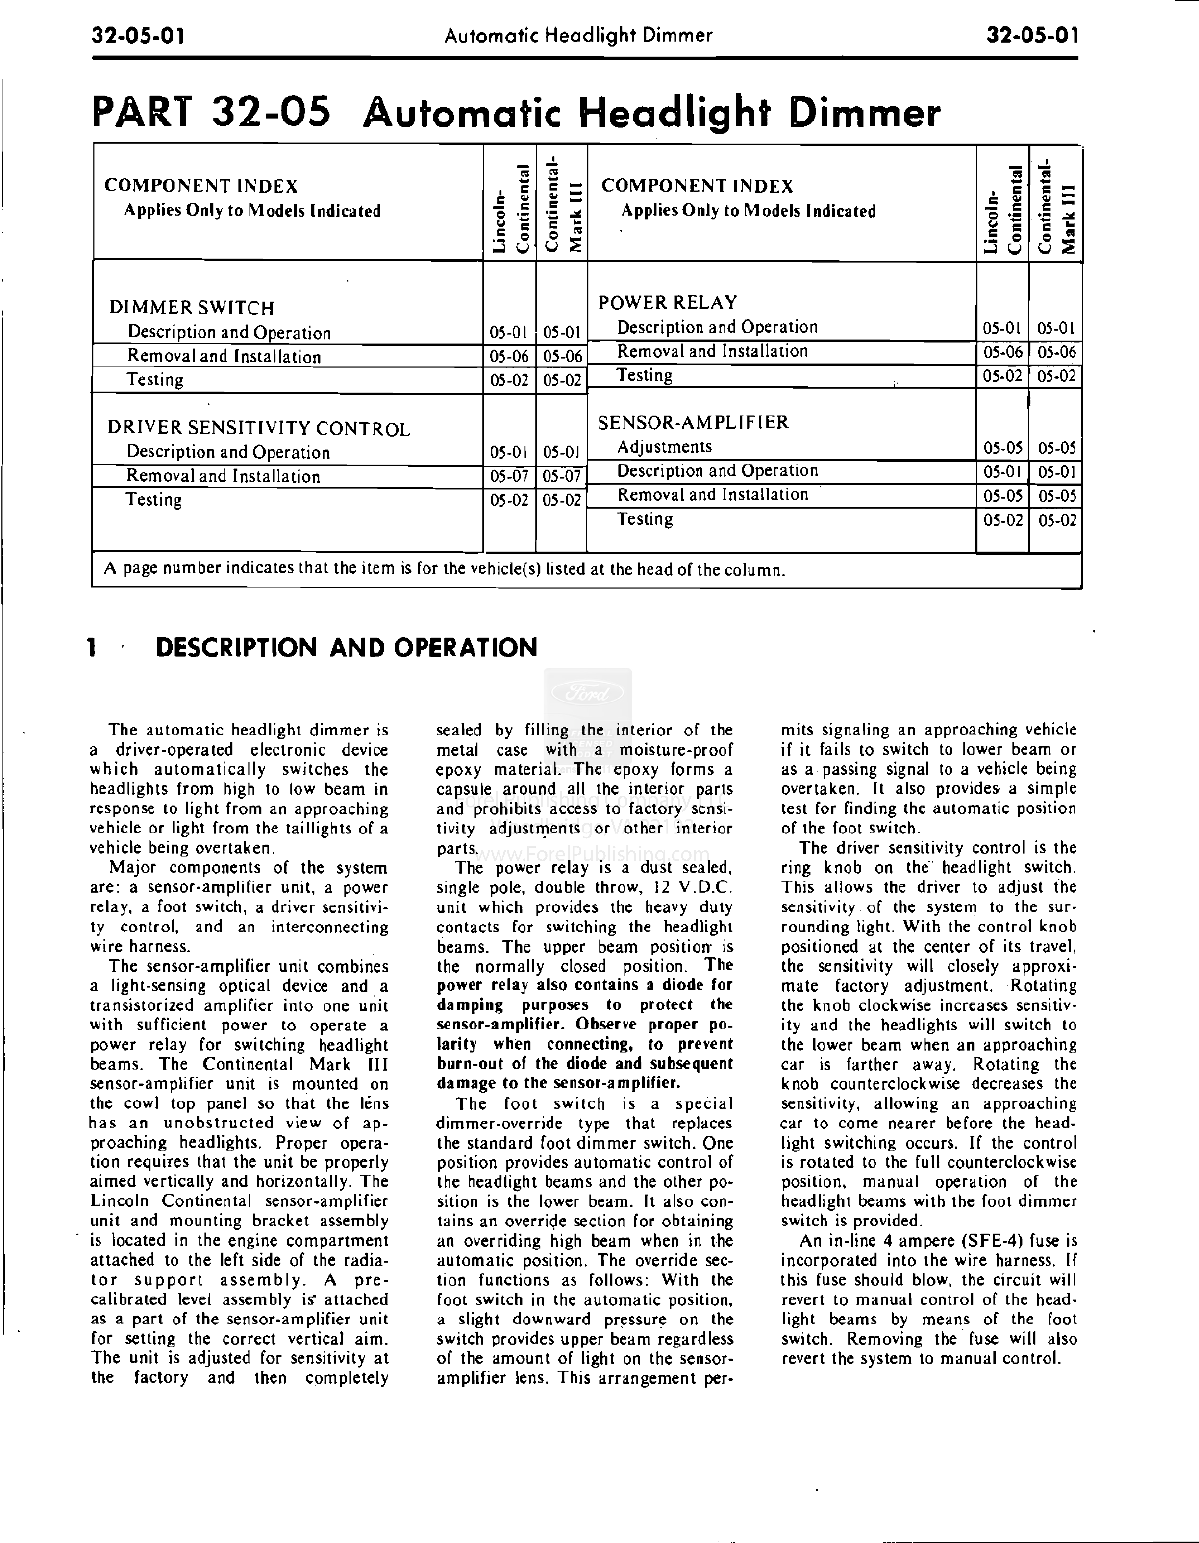 32-05-01
Automatic Headlight Dimmer
32-05-01
PART 32-05 Automatic Headlight Dimmer
COMPONENT INDEX
Applies Only to Models Indicated
Lincoln-
Continental
Continental-
Mark III
DIMMER SWITCH
Description and Operation 05-01 05-01
Removal and Installation 05-06 05-06
Testing 05-02 05-02
DRIVER SENSITIVITY CONTROL
Description and Operation 05-01 05-01
Removal and Installation 05-07 05-07
Testing 05-02 05-02
COMPONENT INDEX
Applies Only to Models Indicated
Lincoln-
Continental
Continental-
Mark III
POWER RELAY
Description and Operation 05-01 05-01
Removal and Installation 05-06 05-06
Testing 05-02 05-02
SENSOR-AMPLIFIER
Adjustments 05-05 05-05
Description and Operation 05-01 05-01
Removal and Installation 05-05 05-05
Testing 05-02 05-02
A page number indicates that the item is for the vehicle(s) listed at the head of the column.
1 DESCRIPTION AND OPERATION
The automatic headlight dimmer is
a driver-operated electronic device
which automatically switches the
headlights from high to low beam in
response to light from an approaching
vehicle or light from the taillights of a
vehicle being overtaken.
Major components of the system
are: a sensor-amplifier unit, a power
relay, a foot switch, a driver sensitivi-
ty control, and an interconnecting
wire harness.
The sensor-amplifier unit combines
a light-sensing optical device and a
transistorized amplifier into one unit
with sufficient power to operate a
power relay for switching headlight
beams. The Continental Mark III
sensor-amplifier unit is mounted on
the cowl top panel so that the lens
has an unobstructed view of ap-
proaching headlights. Proper opera-
tion requires that the unit be properly
aimed vertically and horizontally. The
Lincoln Continental sensor-amplifier
unit and mounting bracket assembly
is located in the engine compartment
attached to the left side of the radia-
tor support assembly. A pre-
calibrated level assembly is attached
as a part of the sensor-amplifier unit
for setting the correct vertical aim.
The unit is adjusted for sensitivity at
the factory and then completely
sealed by filling the interior of the
metal case with a moisture-proof
epoxy material. The epoxy forms a
capsule around all the interior parts
and prohibits access to factory sensi-
tivity adjustments or other interior
parts.
The power relay is a dust sealed,
single pole, double throw, 12 V.D.C.
unit which provides the heavy duty
contacts for switching the headlight
beams. The upper beam position is
the normally closed position. The
power relay also contains a diode for
damping purposes to protect the
sensor-amplifier. Observe proper po-
larity when connecting, to prevent
burn-out of the diode and subsequent
damage to the sensor-amplifier.
The foot switch is a special
dimmer-override type that replaces
the standard foot dimmer switch. One
position provides automatic control of
the headlight beams and the other po-
sition is the lower beam. It also con-
tains an override section for obtaining
an overriding high beam when in the
automatic position. The override sec-
tion functions as follows: With the
foot switch in the automatic position,
a slight downward pressure on the
switch provides upper beam regardless
of the amount of light on the sensor-
amplifier lens. This arrangement per-
mits signaling an approaching vehicle
if it fails to switch to lower beam or
as a passing signal to a vehicle being
overtaken. It also provides a simple
test for finding the automatic position
of the foot switch.
The driver sensitivity control is the
ring knob on the headlight switch.
This allows the driver to adjust the
sensitivity of the system to the sur-
rounding light. With the control knob
positioned at the center of its travel,
the sensitivity will closely approxi-
mate factory adjustment. Rotating
the knob clockwise increases sensitiv-
ity and the headlights will switch to
the lower beam when an approaching
car is farther away. Rotating the
knob counterclockwise decreases the
sensitivity, allowing an approaching
car to come nearer before the head-
light switching occurs. If the control
is rotated to the full counterclockwise
position, manual operation of the
headlight beams with the foot dimmer
switch is provided.
An in-line 4 ampere (SFE-4) fuse is
incorporated into the wire harness. If
this fuse should blow, the circuit will
revert to manual control of the head-
light beams by means of the foot
switch. Removing the fuse will also
revert the system to manual control.
Ford
www.ForelPublishing.com